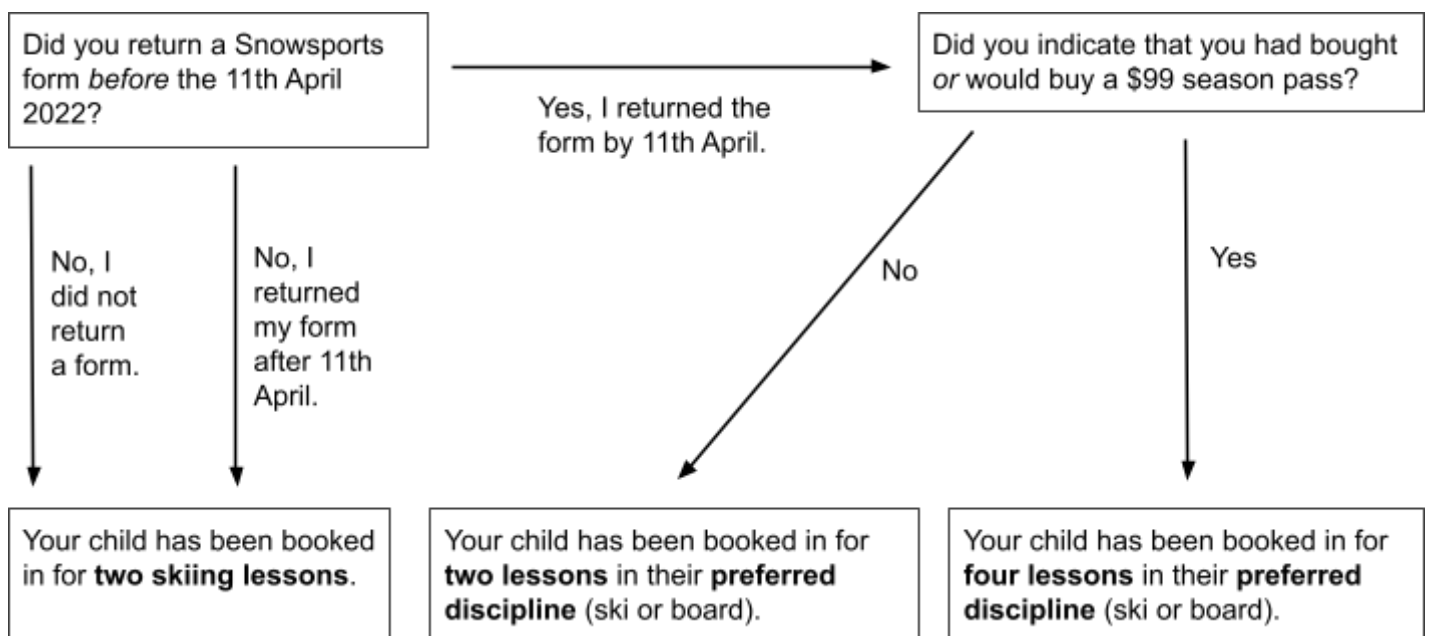 Did you return a Snowsports
form before the 11th April
2022?
Yes, I returned the
form by 11th April.
Did you indicate that you had bought
or would buy a $99 season pass?
No, I
did not
return
a form.
No, I
returned
my form
after 11th
April.
No
Yes
Your child has been booked
in for two skiing lessons.
Your child has been booked in for
two lessons in their preferred
discipline (ski or board).
Your child has been booked in for
four lessons in their preferred
discipline (ski or board).